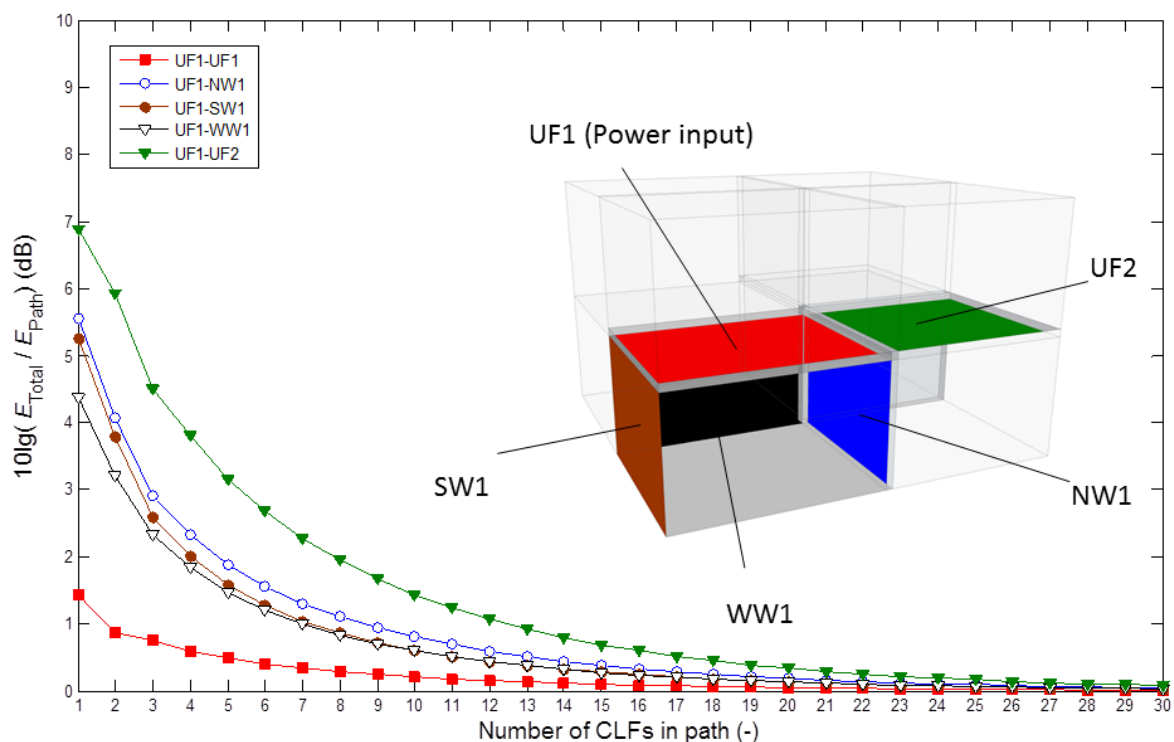 10lg( E_Total / E_Path) (dB)
10
9
8
7
6
5
4
3
2
1
0
UF1-UF1
UF1-NW1
UF1-SW1
UF1-WW1
UF1-UF2
UF1 (Power input)
UF2
SW1
NW1
WW1
1 2 3 4 5 6 7 8 9 10 11 12 13 14 15 16 17 18 19 20 21 22 23 24 25 26 27 28 29 30
Number of CLFs in path (-)